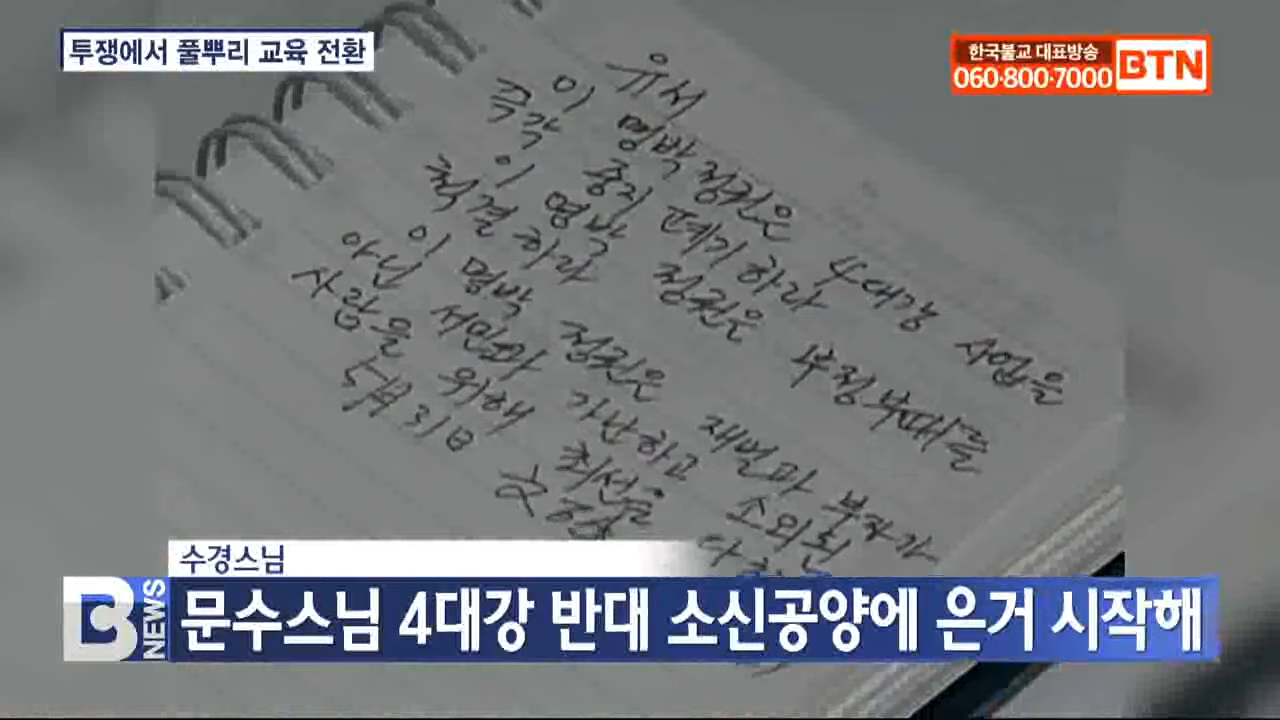 투쟁에서 풀뿌리 교육 전환
한국불교 대표방송
060·800·7000
BTN
유서
이 명박정권은 4대강 사업을
즉각 중지 폐기하라
이 명박 정권은 부정부패를
척결 하라
이 명박 정권은 재벌과 부자가
아닌 서민과 가난하고 소외된
사람을 위해 최선을
5月31日
수경스님
B NEWS
문수스님 4대강 반대 소신공양에 은거 시작해